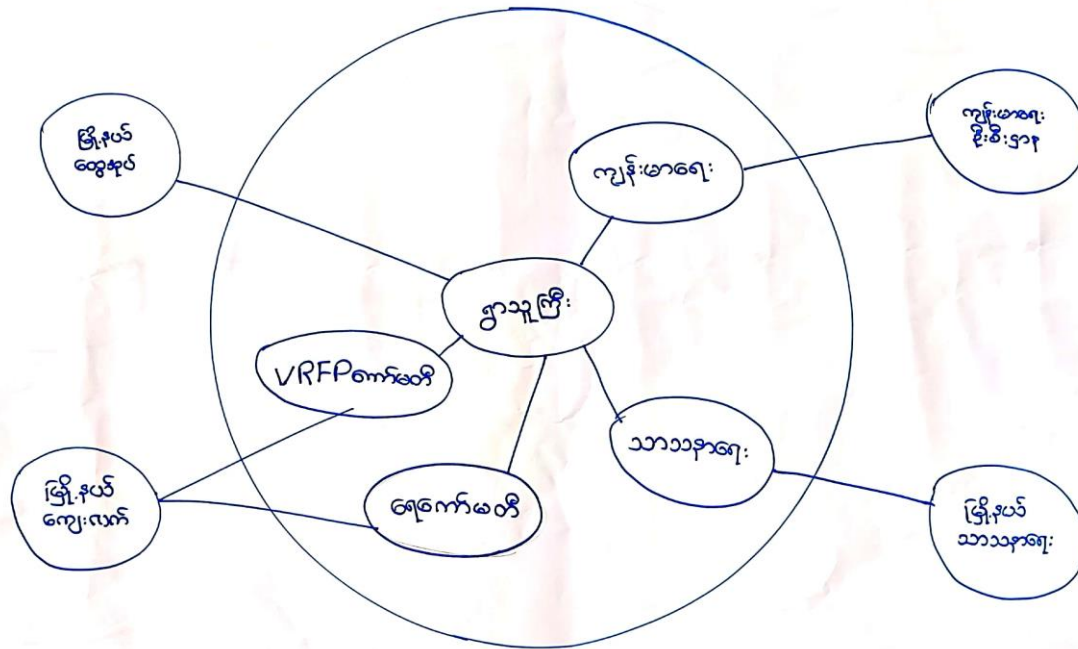 မြို့နယ်
ထွေအုပ်
ကျန်းမာရေး
ကျန်းမာရေး
ဦးစီးဌာန
ရွာသူကြီး
VRFPကော်မတီ
သာသနာရေး
ရေကော်မတီ
မြို့နယ်
ကျေးလက်
မြို့နယ်
သာသနာရေး